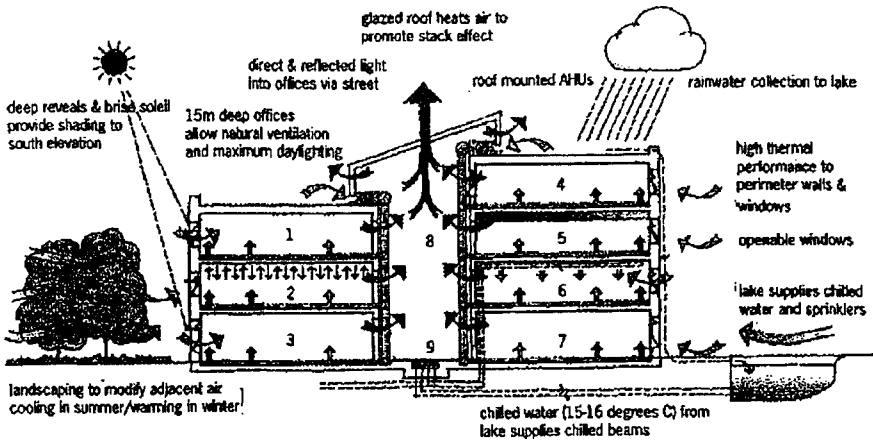 glazed roof heats air to
promote stack effect
direct & reflected light
into offices via street
roof mounted AHUs
rainwater collection to lake
deep reveals & brise soleil
provide shading to
south elevation
15m deep offices
allow natural ventilation
and maximum daylighting
high thermal
performance to
perimeter walls &
windows
openable windows
lake supplies chilled
water and sprinklers
1
2
3
4
5
6
7
8
9
landscaping to modify adjacent air
cooling in summer/warming in winter
chilled water (15-16 degrees C) from
lake supplies chilled beams